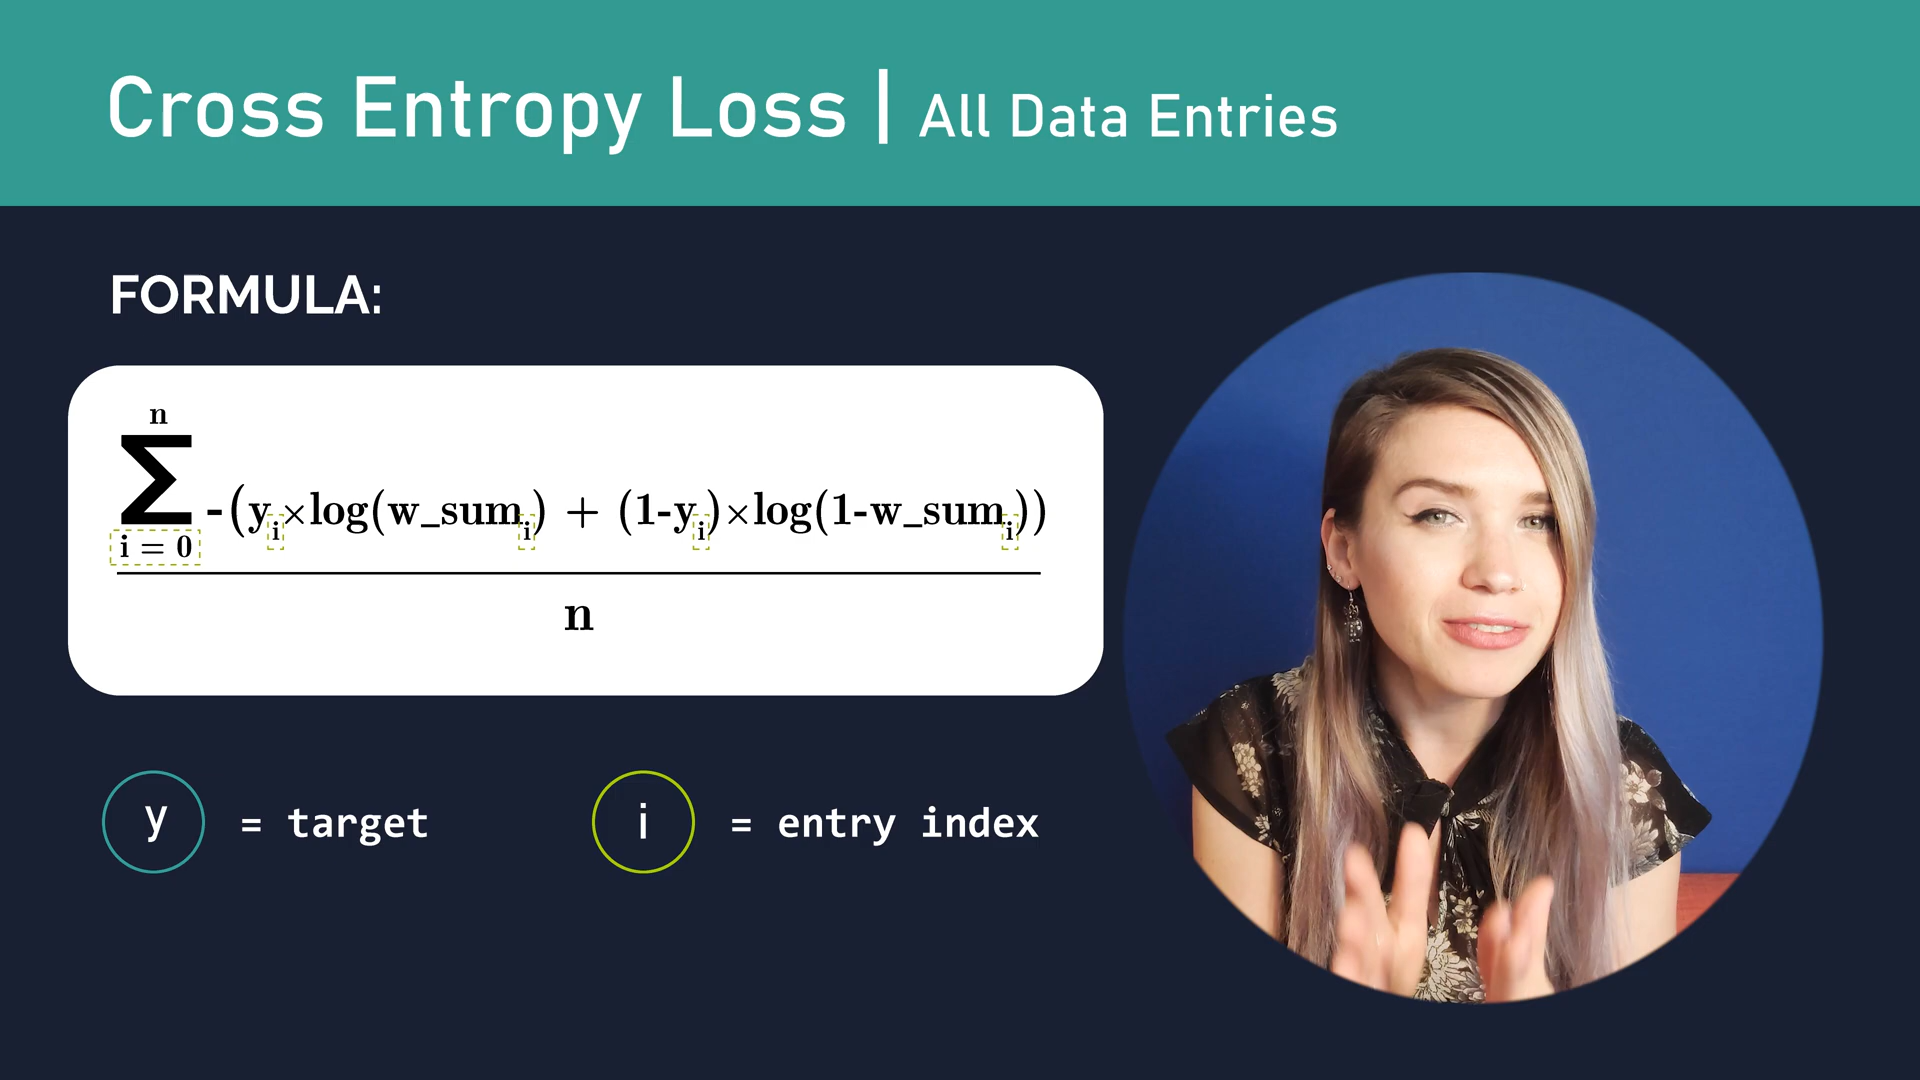 Cross Entropy Loss | All Data Entries
FORMULA:
n
Σ -(yᵢ×log(w_sumᵢ) + (1-yᵢ)×log(1-w_sumᵢ))
i = 0
n
y = target
i = entry index